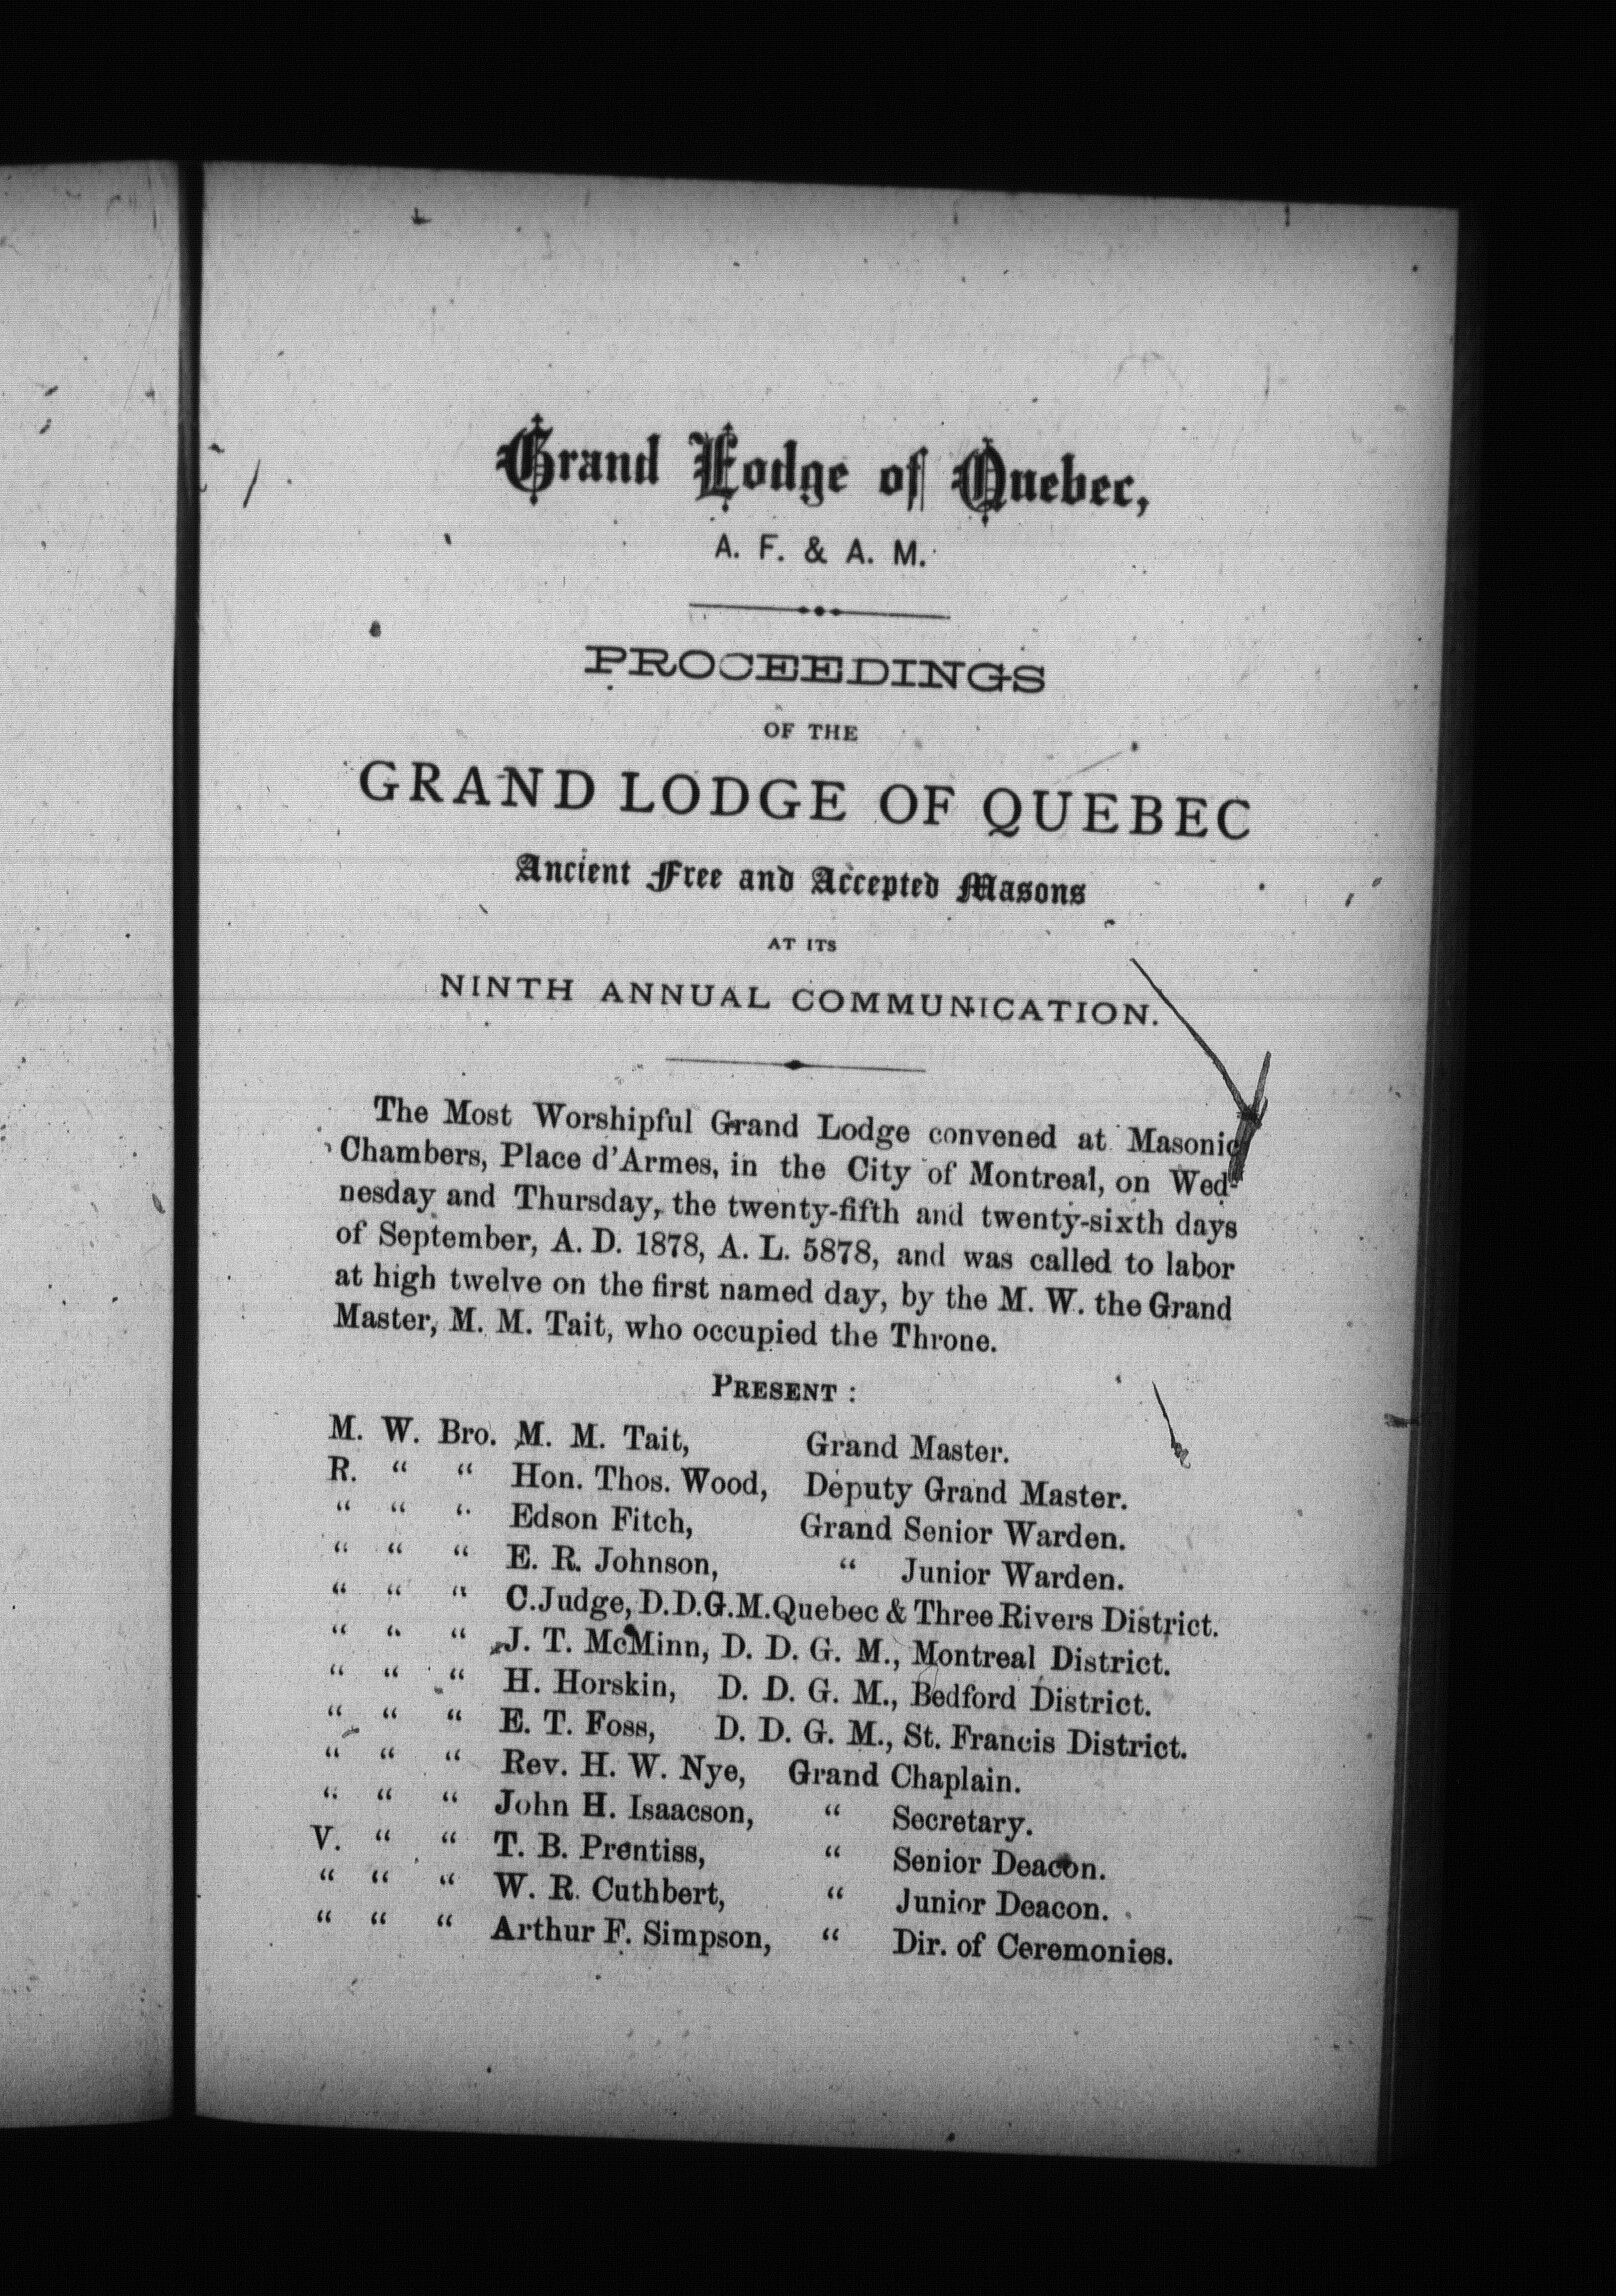 Grand Lodge of Quebec,
A. F. & A. M.
PROCEEDINGS
OF THE
GRAND LODGE OF QUEBEC
Ancient Free and Accepted Masons
AT ITS
NINTH ANNUAL COMMUNICATION.
The Most Worshipful Grand Lodge convened at Masonic
Chambers, Place d'Armes, in the City of Montreal, on Wed-
nesday and Thursday, the twenty-fifth and twenty-sixth days
of September, A. D. 1878, A. L. 5878, and was called to labor
at high twelve on the first named day, by the M. W. the Grand
Master, M. M. Tait, who occupied the Throne.
PRESENT :
M. W. Bro. M. M. Tait, Grand Master.
R. " " Hon. Thos. Wood, Deputy Grand Master.
" " " Edson Fitch, Grand Senior Warden.
" " " E. R. Johnson, " Junior Warden.
" " " C. Judge, D.D.G.M. Quebec & Three Rivers District.
" " " J. T. McMinn, D. D. G. M., Montreal District.
" " " H. Horskin, D. D. G. M., Bedford District.
" " " E. T. Foss, D. D. G. M., St. Francis District.
" " " Rev. H. W. Nye, Grand Chaplain.
" " " John H. Isaacson, " Secretary.
V. " " T. B. Prentiss, " Senior Deacon.
" " " W. R. Cuthbert, " Junior Deacon.
" " " Arthur F. Simpson, " Dir. of Ceremonies.